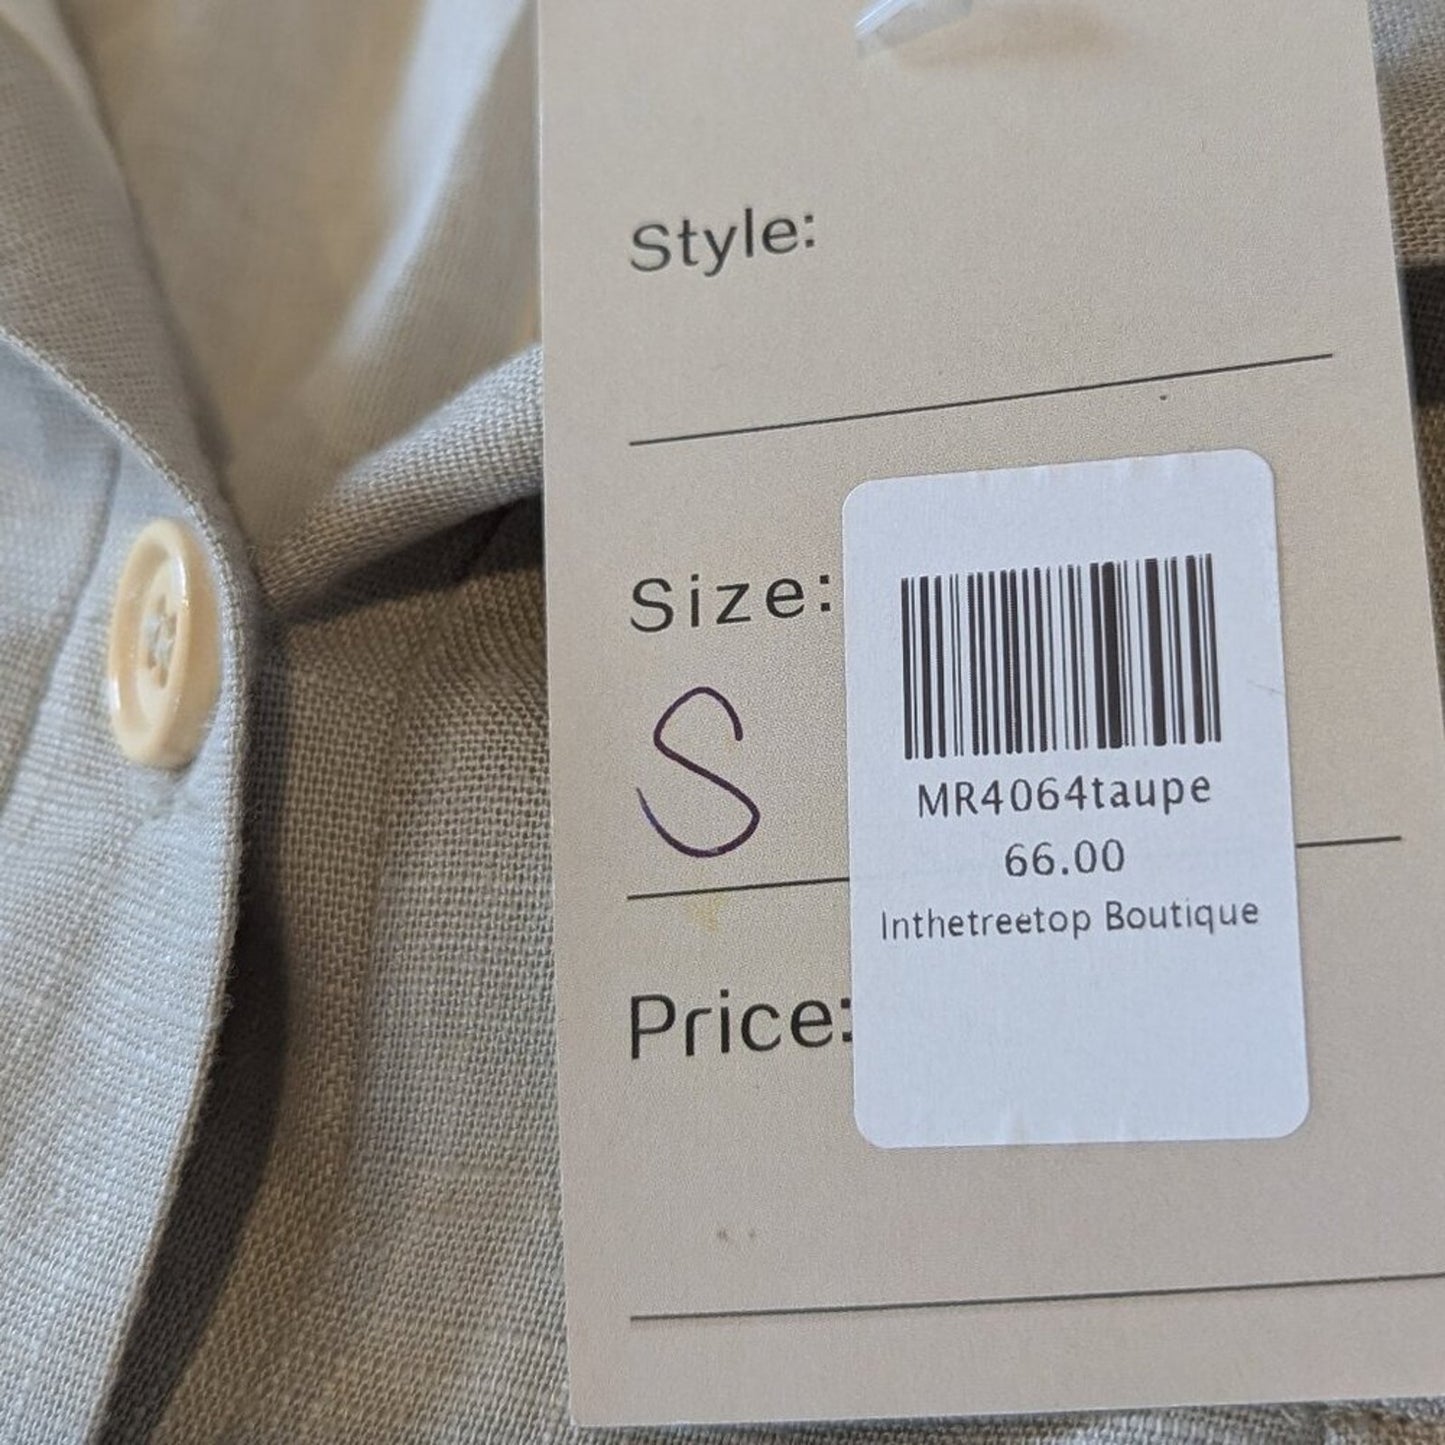 Style:
Size:
S
MR4064taupe
66.00
Inthetreetop Boutique
Price: